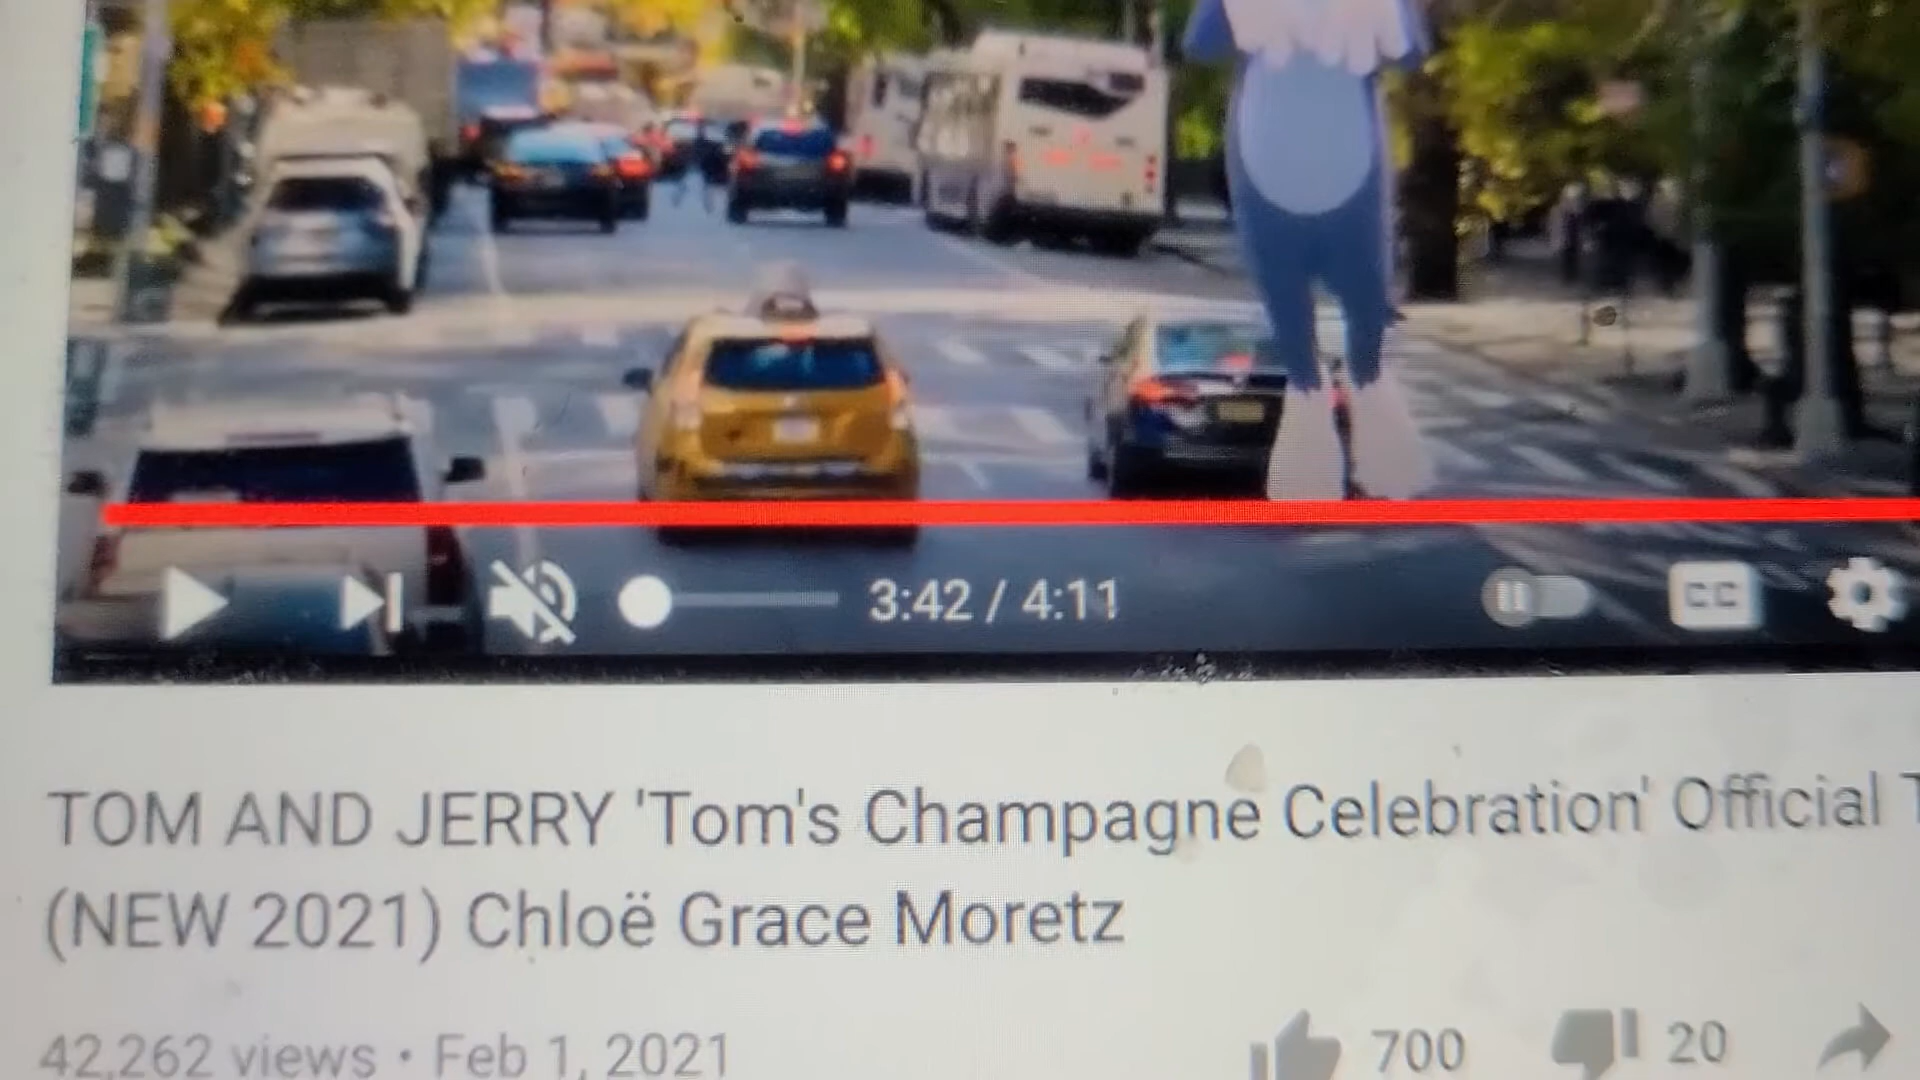 3:42 / 4:11
CC
TOM AND JERRY 'Tom's Champagne Celebration' Official
(NEW 2021) Chloë Grace Moretz
42,262 views • Feb 1, 2021
700
20